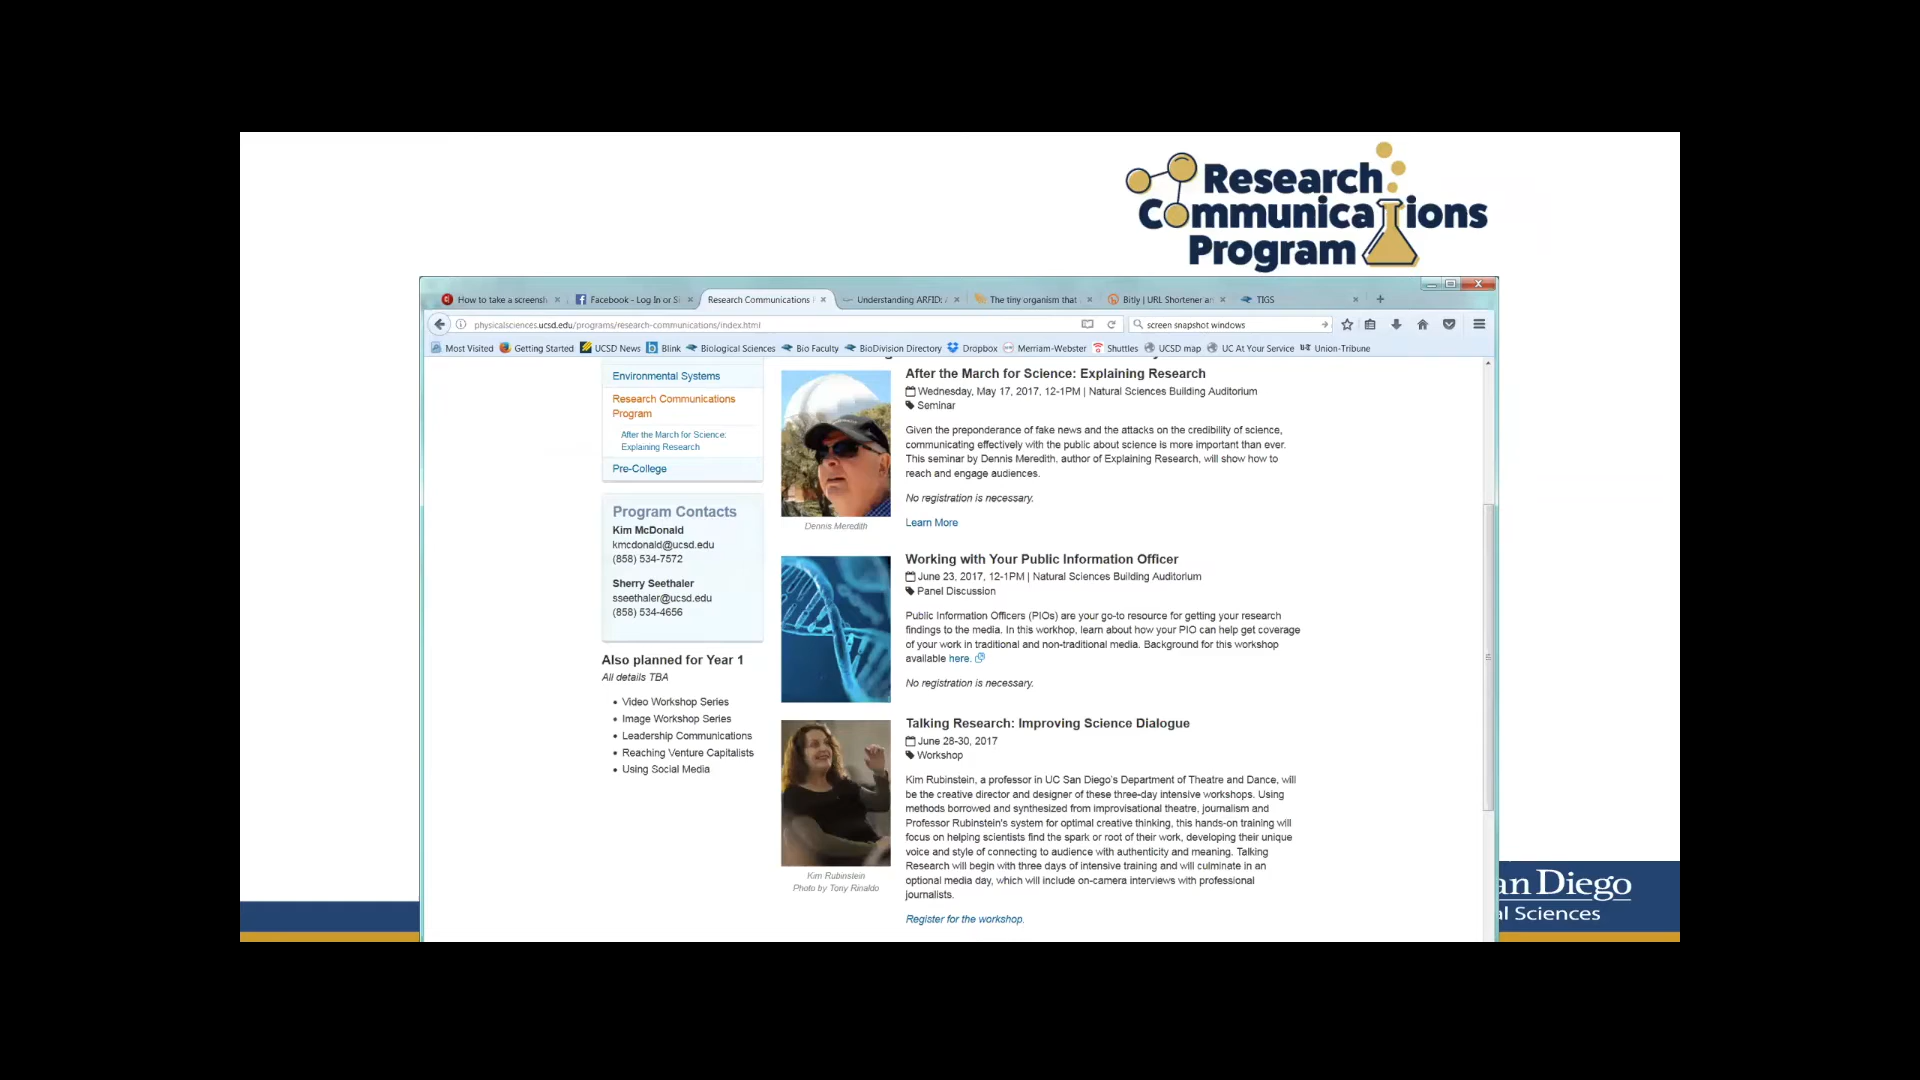 Research
Communications
Program
How to take a screensh
Facebook - Log In or Si
Research Communications
Understanding ARFID:
The tiny organism that
Bitly | URL Shortener an
TIGS
physicalsciences.ucsd.edu/programs/research-communications/index.html
screen snapshot windows
Most Visited
Getting Started
UCSD News
Blink
Biological Sciences
Bio Faculty
BioDivision Directory
Dropbox
Merriam-Webster
Shuttles
UCSD map
UC At Your Service
Union-Tribune
Environmental Systems
Research Communications
Program
After the March for Science:
Explaining Research
Pre-College
Program Contacts
Kim McDonald
kmcdonald@ucsd.edu
(858) 534-7572
Sherry Seethaler
sseethaler@ucsd.edu
(858) 534-4656
Also planned for Year 1
All details TBA
• Video Workshop Series
• Image Workshop Series
• Leadership Communications
• Reaching Venture Capitalists
• Using Social Media
After the March for Science: Explaining Research
Wednesday, May 17, 2017, 12-1PM | Natural Sciences Building Auditorium
Seminar
Given the preponderance of fake news and the attacks on the credibility of science,
communicating effectively with the public about science is more important than ever.
This seminar by Dennis Meredith, author of Explaining Research, will show how to
reach and engage audiences.
No registration is necessary.
Learn More
Dennis Meredith
Working with Your Public Information Officer
June 23, 2017, 12-1PM | Natural Sciences Building Auditorium
Panel Discussion
Public Information Officers (PIOs) are your go-to resource for getting your research
findings to the media. In this workhop, learn about how your PIO can help get coverage
of your work in traditional and non-traditional media. Background for this workshop
available here.
No registration is necessary.
Talking Research: Improving Science Dialogue
June 28-30, 2017
Workshop
Kim Rubinstein, a professor in UC San Diego's Department of Theatre and Dance, will
be the creative director and designer of these three-day intensive workshops. Using
methods borrowed and synthesized from improvisational theatre, journalism and
Professor Rubinstein's system for optimal creative thinking, this hands-on training will
focus on helping scientists find the spark or root of their work, developing their unique
voice and style of connecting to audience with authenticity and meaning. Talking
Research will begin with three days of intensive training and will culminate in an
optional media day, which will include on-camera interviews with professional
journalists.
Register for the workshop.
Kim Rubinstein
Photo by Tony Rinaldo
an Diego
al Sciences